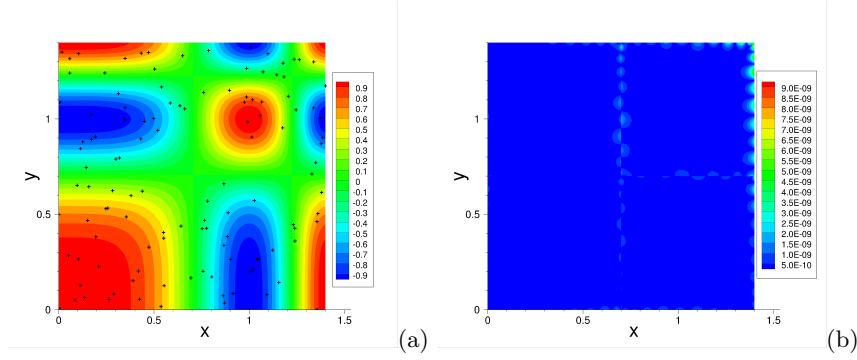 y
1
0.5
0
0 0.5 1 1.5
x
0.9
0.8
0.7
0.6
0.5
0.4
0.3
0.2
0.1
0
-0.1
-0.2
-0.3
-0.4
-0.5
-0.6
-0.7
-0.8
-0.9
(a)
y
1
0.5
0
0 0.5 1 1.5
x
9.0E-09
8.5E-09
8.0E-09
7.5E-09
7.0E-09
6.5E-09
6.0E-09
5.5E-09
5.0E-09
4.5E-09
4.0E-09
3.5E-09
3.0E-09
2.5E-09
2.0E-09
1.5E-09
1.0E-09
5.0E-10
(b)